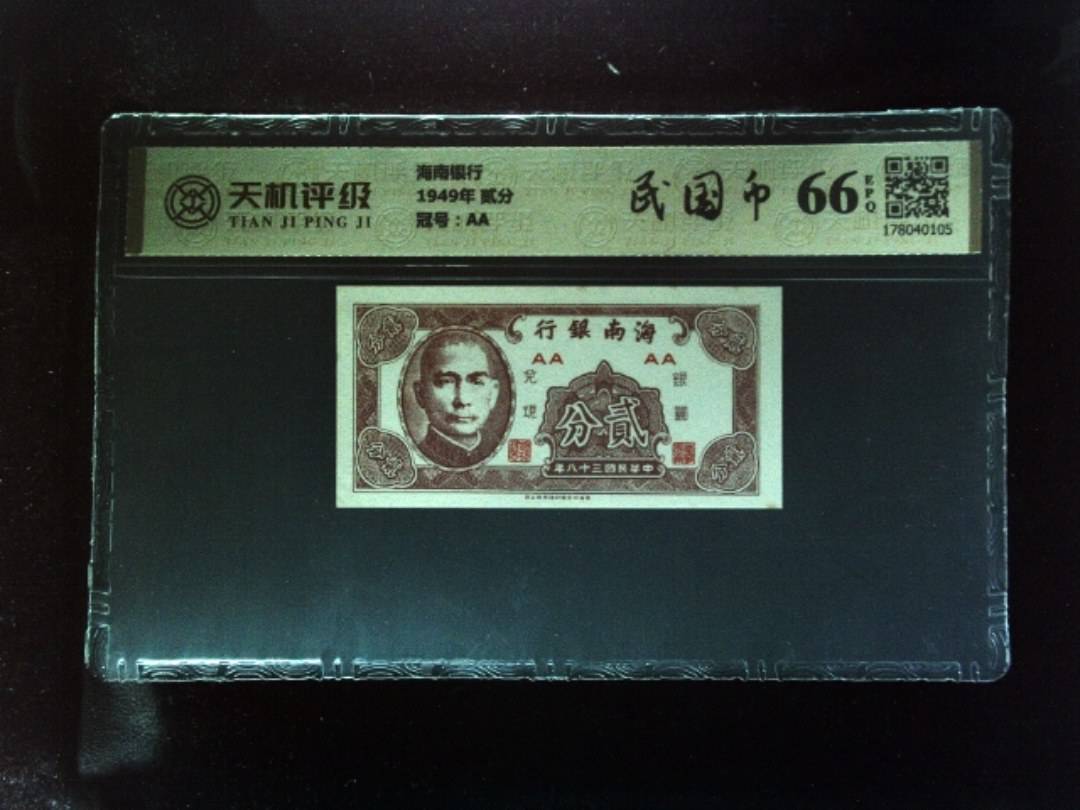 天机评级
TIAN JI PING JI
海南银行
1949年 贰分
冠号：AA
民国币
66
EPQ
178040105
行銀南海
AA AA
兌現
銀圓
分貳
年八十三國民華中